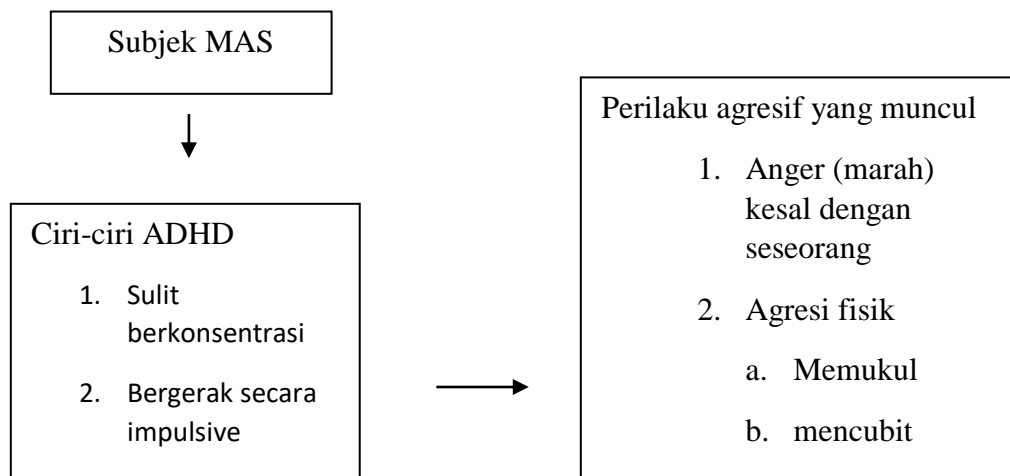 Subjek MAS
Ciri-ciri ADHD
1. Sulit
berkonsentrasi
2. Bergerak secara
impulsive
Perilaku agresif yang muncul
1. Anger (marah)
kesal dengan
seseorang
2. Agresi fisik
a. Memukul
b. mencubit